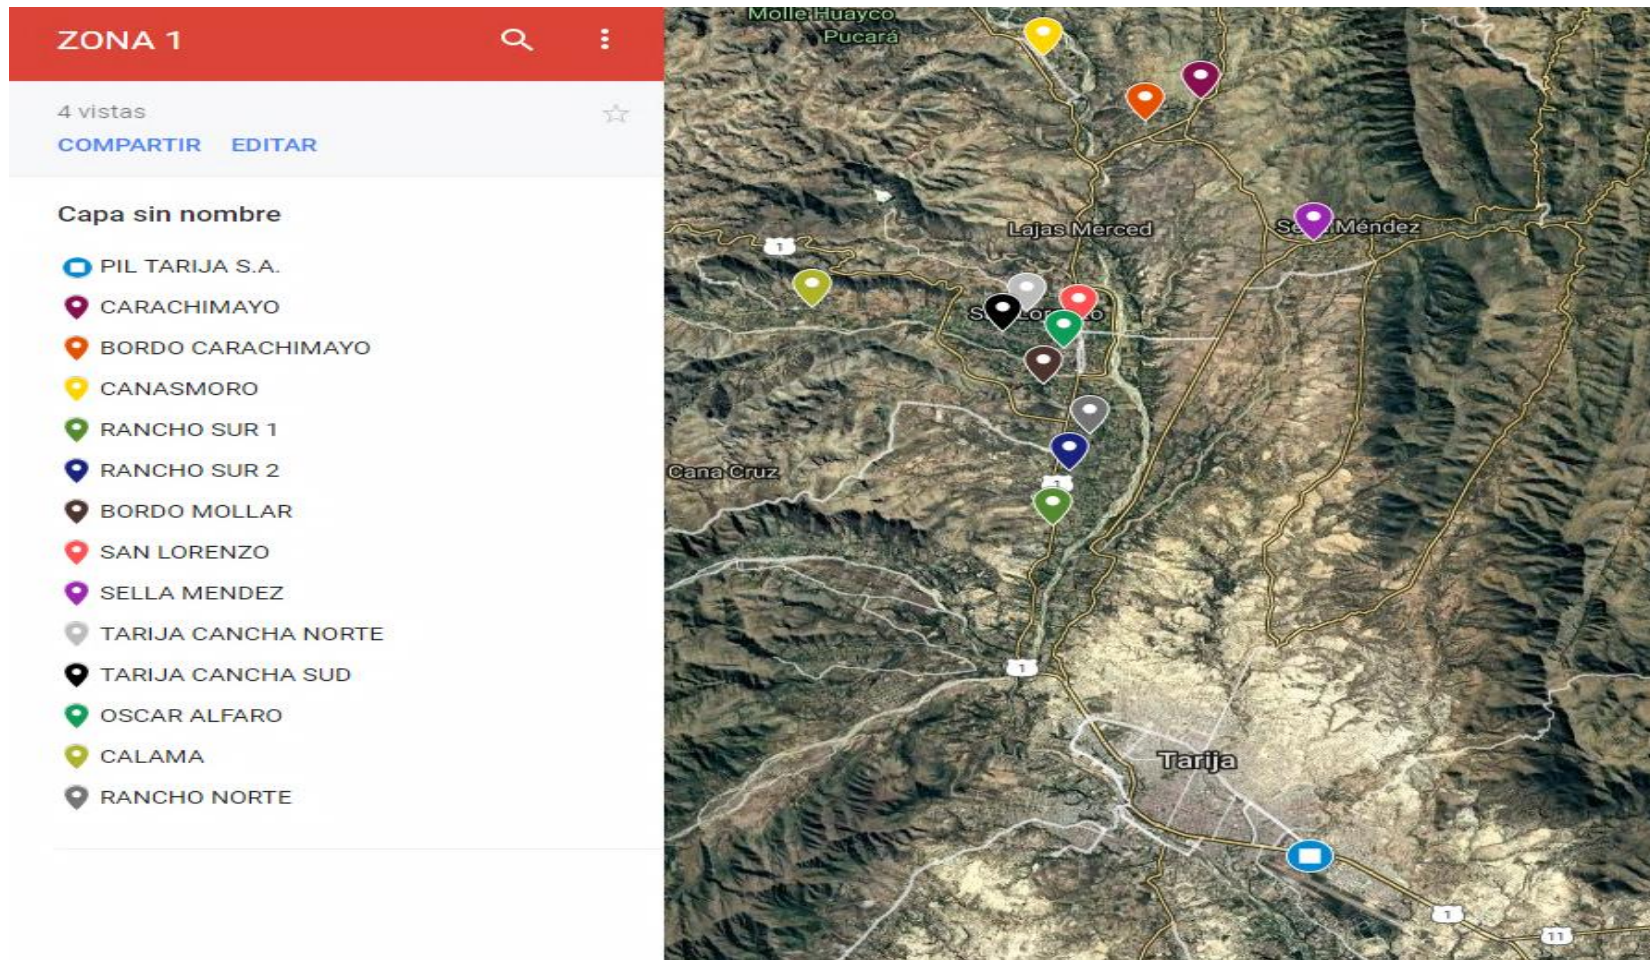 ZONA 1
4 vistas
COMPARTIR EDITAR
Capa sin nombre
PIL TARIJA S.A.
CARACHIMAYO
BORDO CARACHIMAYO
CANASMORO
RANCHO SUR 1
RANCHO SUR 2
BORDO MOLLAR
SAN LORENZO
SELLA MENDEZ
TARIJA CANCHA NORTE
TARIJA CANCHA SUD
OSCAR ALFARO
CALAMA
RANCHO NORTE
Molle Huayco
Pucará
Lajas Merced
Méndez
1
Cana Cruz
1
1
Tarija
1
11